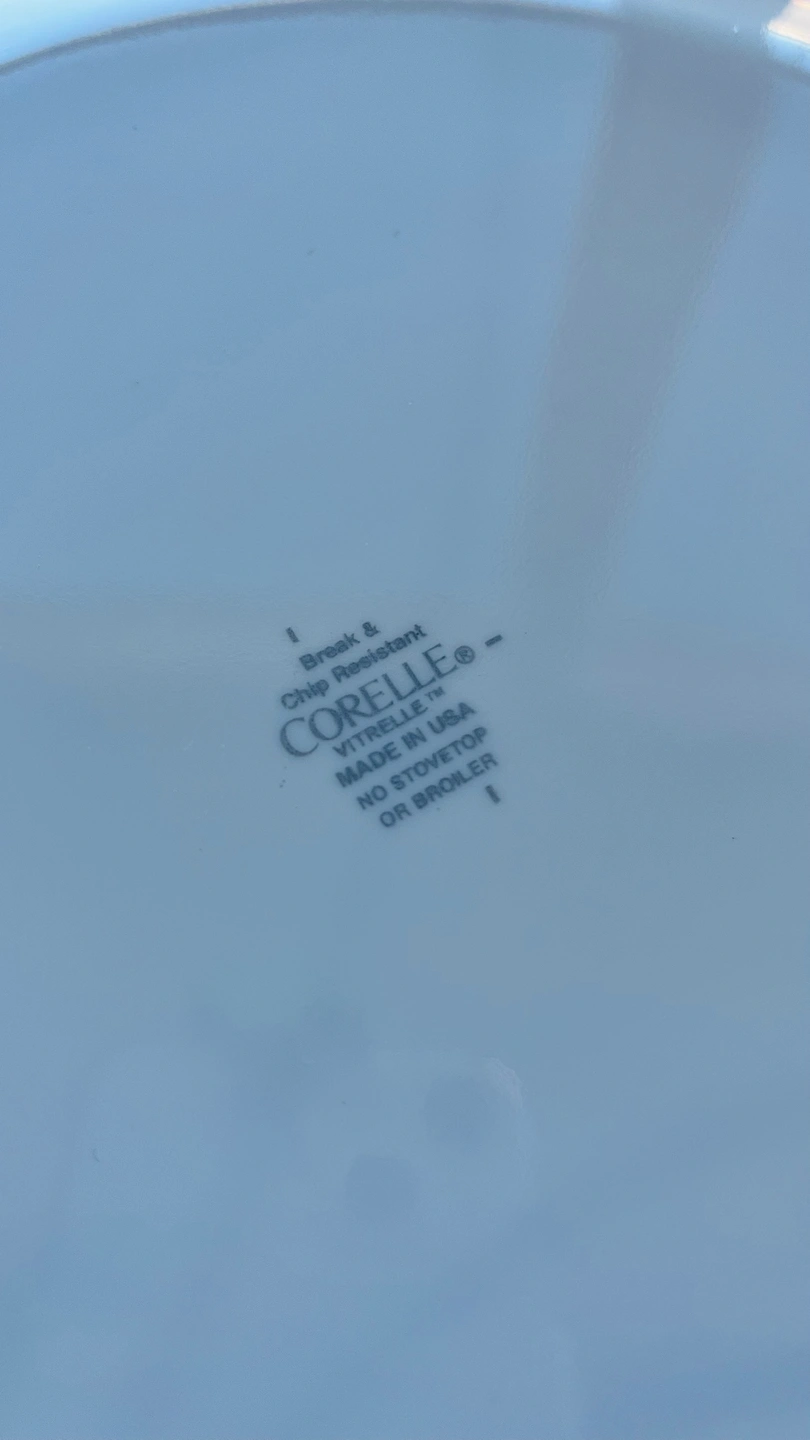 Break &
Chip Resistant
CORELLE®
VITRELLE™
MADE IN USA
NO STOVETOP
OR BROILER